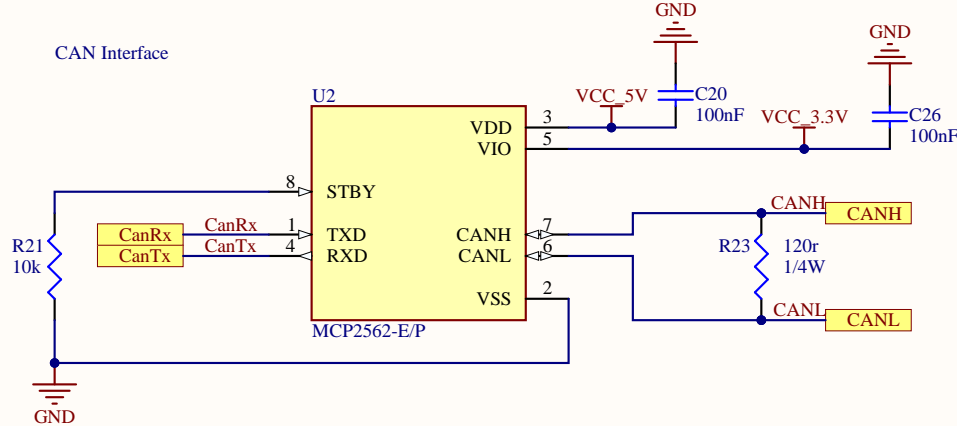 GND
GND
CAN Interface
U2
VCC_5V
C20
100nF
VCC_3.3V
C26
100nF
VDD
3
VIO
5
8
STBY
R21
10k
CanRx
CanRx
1
TXD
CanTx
CanTx
4
RXD
CANH
7
CANL
6
VSS
2
MCP2562-E/P
CANH
CANH
R23
120r
1/4W
CANL
CANL
GND